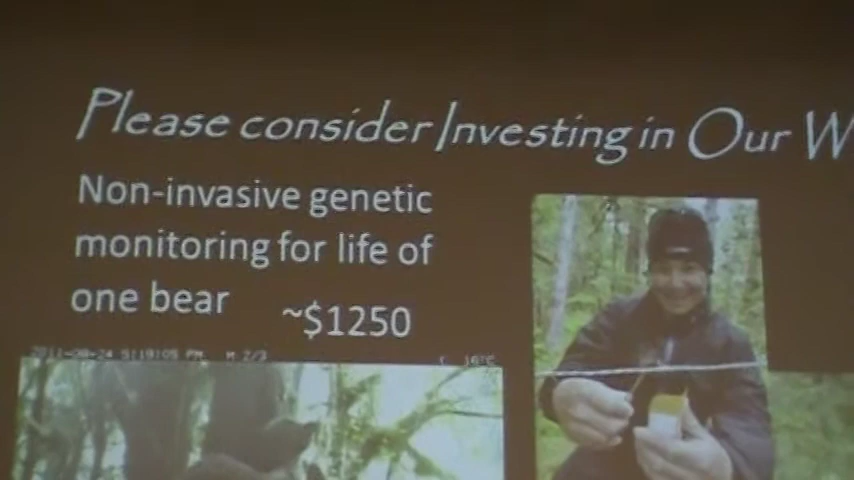 Please consider Investing in Our W
Non-invasive genetic
monitoring for life of
one bear
~$1250